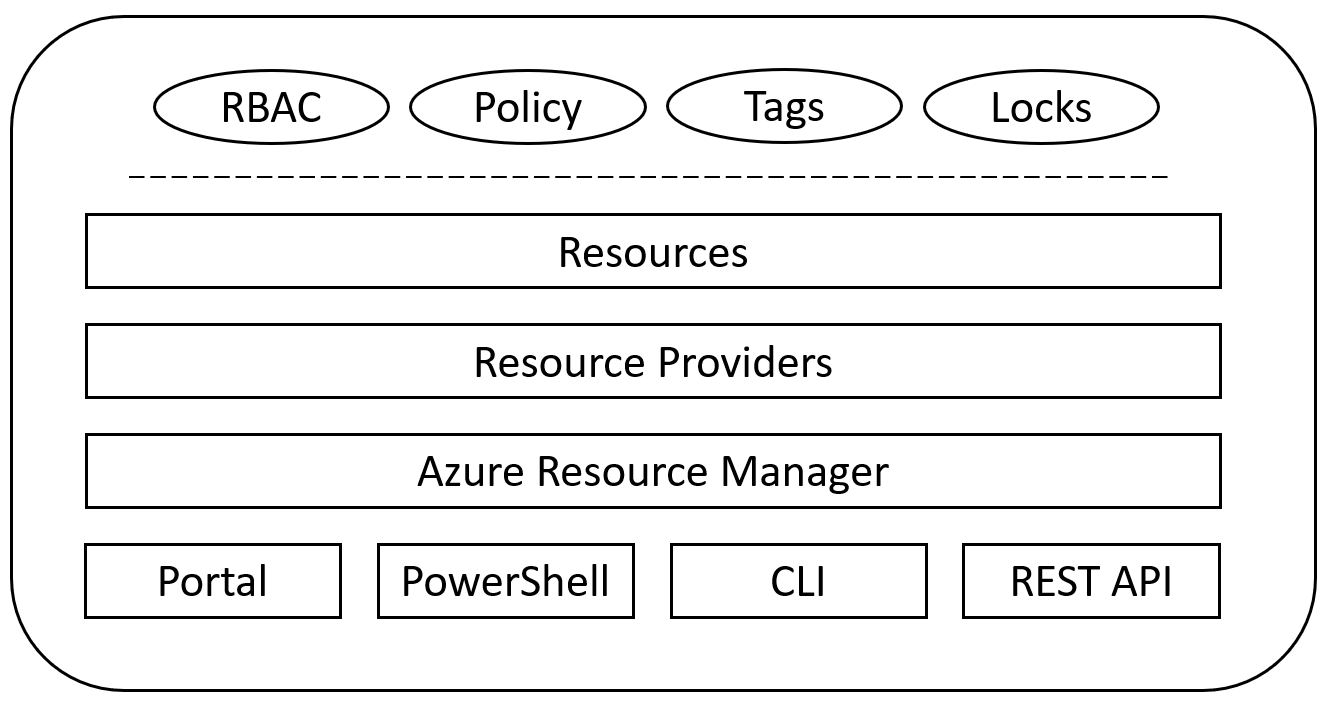 RBAC
Policy
Tags
Locks
Resources
Resource Providers
Azure Resource Manager
Portal
PowerShell
CLI
REST API